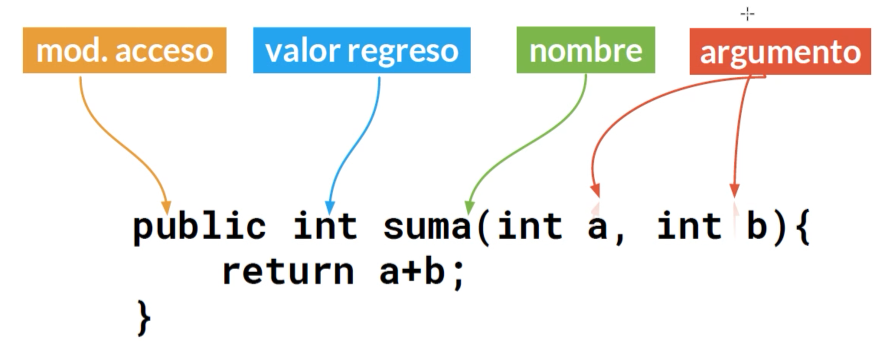 mod. acceso valor regreso nombre argumento
public int suma(int a, int b){
return a+b;
}